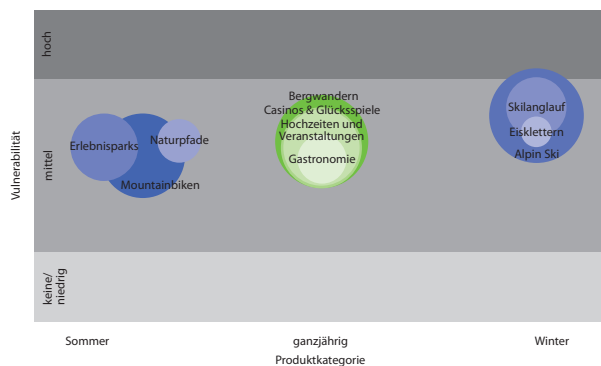 Vulnerabilität
hoch
mittel
keine/
niedrig
Erlebnisparks
Naturpfade
Mountainbiken
Bergwandern
Casinos & Glücksspiele
Hochzeiten und
Veranstaltungen
Gastronomie
Skilanglauf
Eisklettern
Alpin Ski
Sommer
ganzjährig
Winter
Produktkategorie